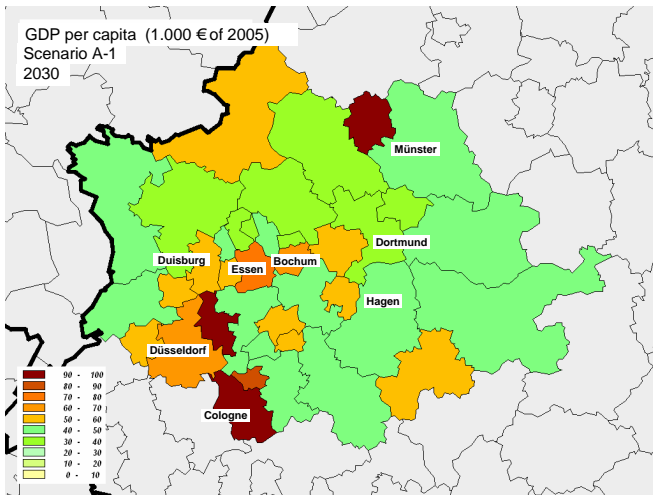 GDP per capita (1.000 € of 2005)
Scenario A-1
2030
Münster
Dortmund
Duisburg
Bochum
Essen
Hagen
Düsseldorf
Cologne
90 - 100
80 - 90
70 - 80
60 - 70
50 - 60
40 - 50
30 - 40
20 - 30
10 - 20
0 - 10